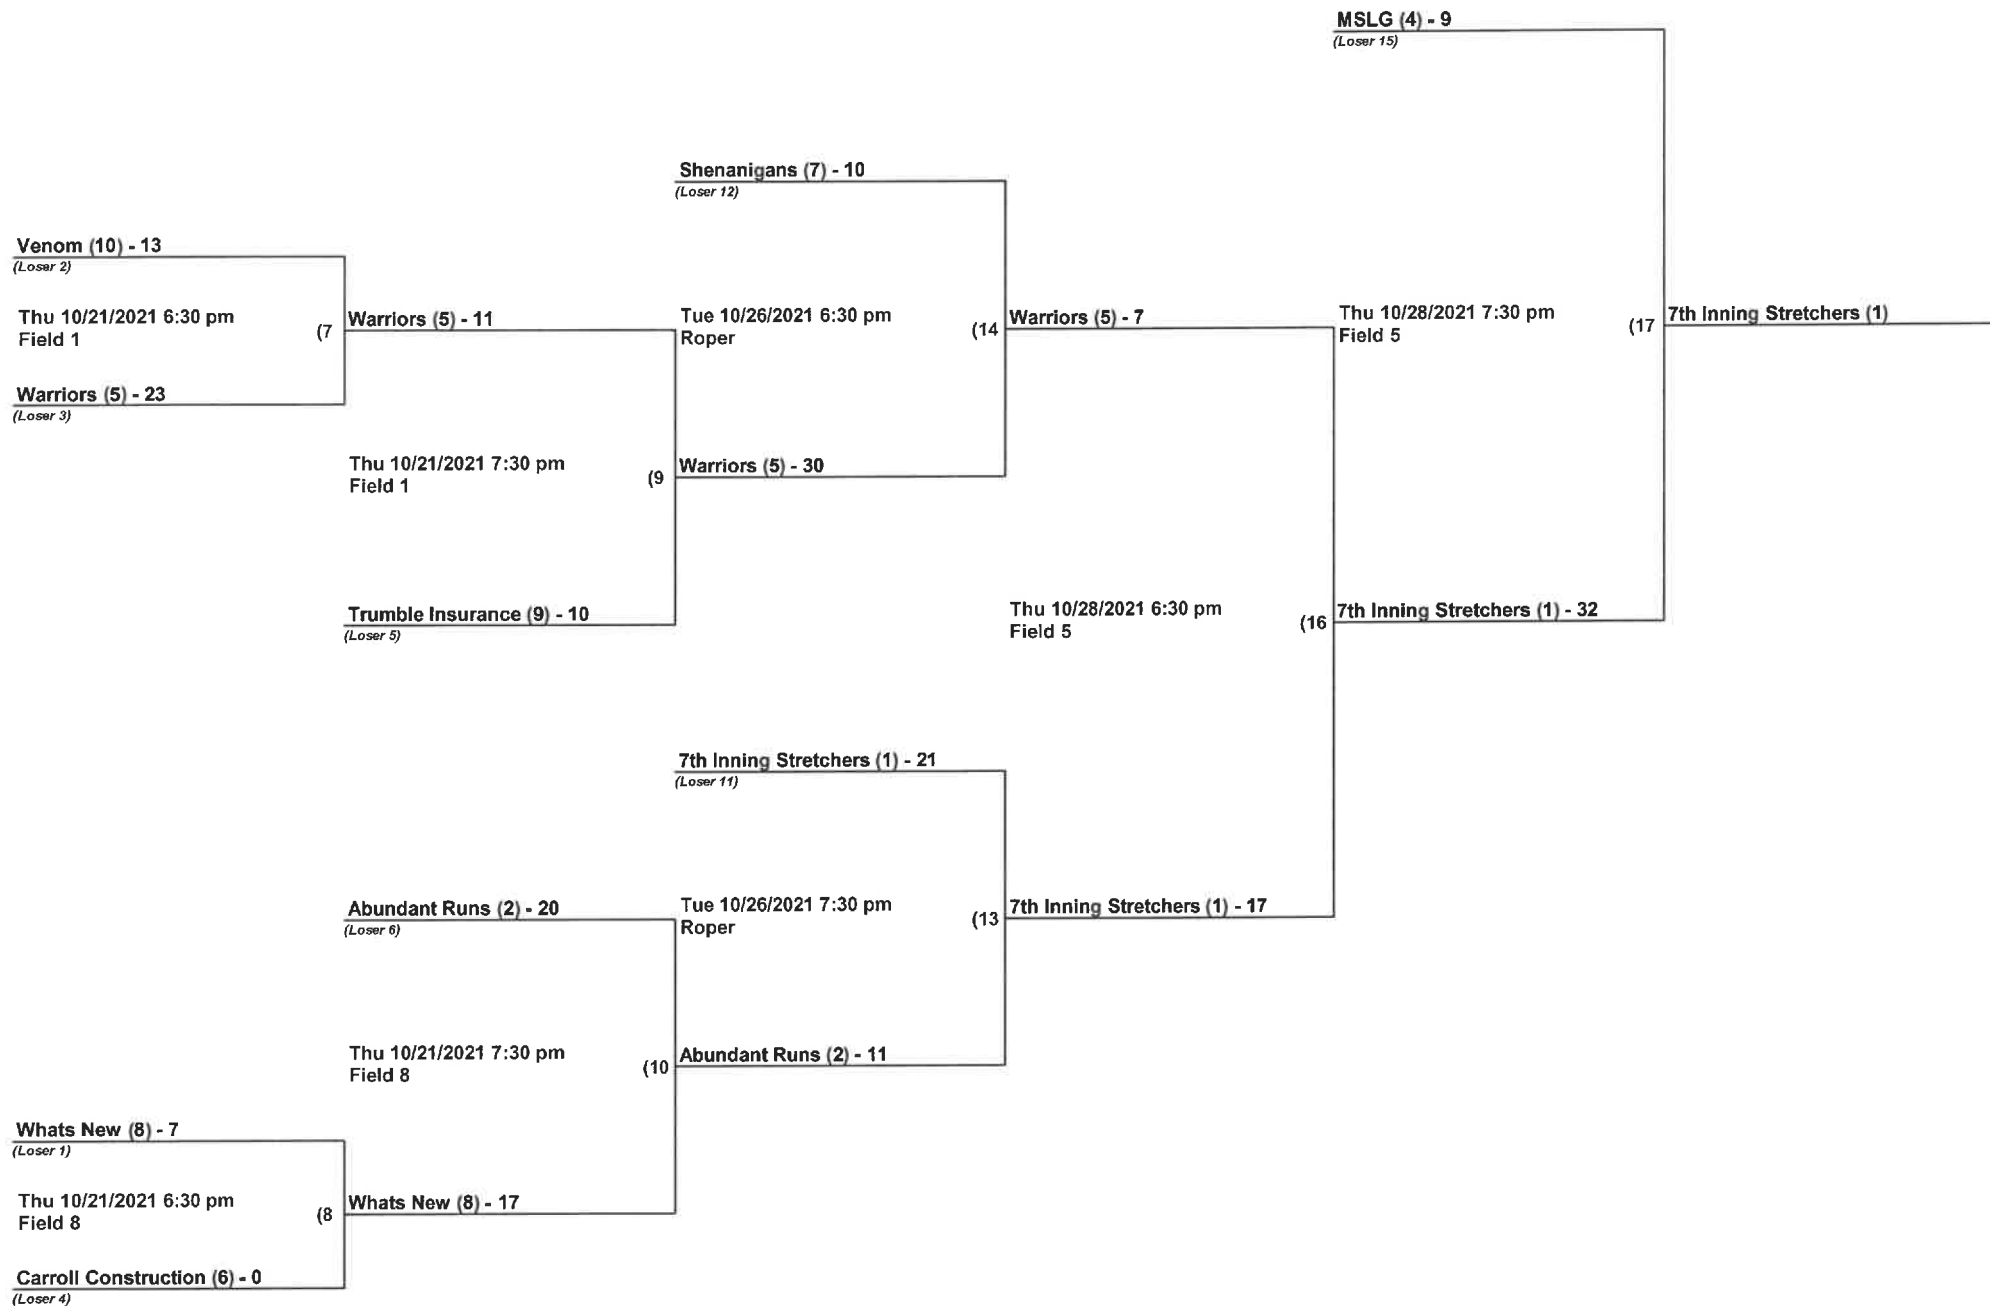 MSLG (4) - 9
(Loser 15)
Shenanigans (7) - 10
(Loser 12)
Venom (10) - 13
(Loser 2)
Thu 10/21/2021 6:30 pm
Field 1
(7
Warriors (5) - 11
Tue 10/26/2021 6:30 pm
Roper
(14
Warriors (5) - 7
Thu 10/28/2021 7:30 pm
Field 5
(17
7th Inning Stretchers (1)
Warriors (5) - 23
(Loser 3)
Thu 10/21/2021 7:30 pm
Field 1
(9
Warriors (5) - 30
Trumble Insurance (9) - 10
(Loser 5)
Thu 10/28/2021 6:30 pm
Field 5
(16
7th Inning Stretchers (1) - 32
7th Inning Stretchers (1) - 21
(Loser 11)
Abundant Runs (2) - 20
(Loser 6)
Tue 10/26/2021 7:30 pm
Roper
(13
7th Inning Stretchers (1) - 17
Thu 10/21/2021 7:30 pm
Field 8
(10
Abundant Runs (2) - 11
Whats New (8) - 7
(Loser 1)
Thu 10/21/2021 6:30 pm
Field 8
(8
Whats New (8) - 17
Carroll Construction (6) - 0
(Loser 4)